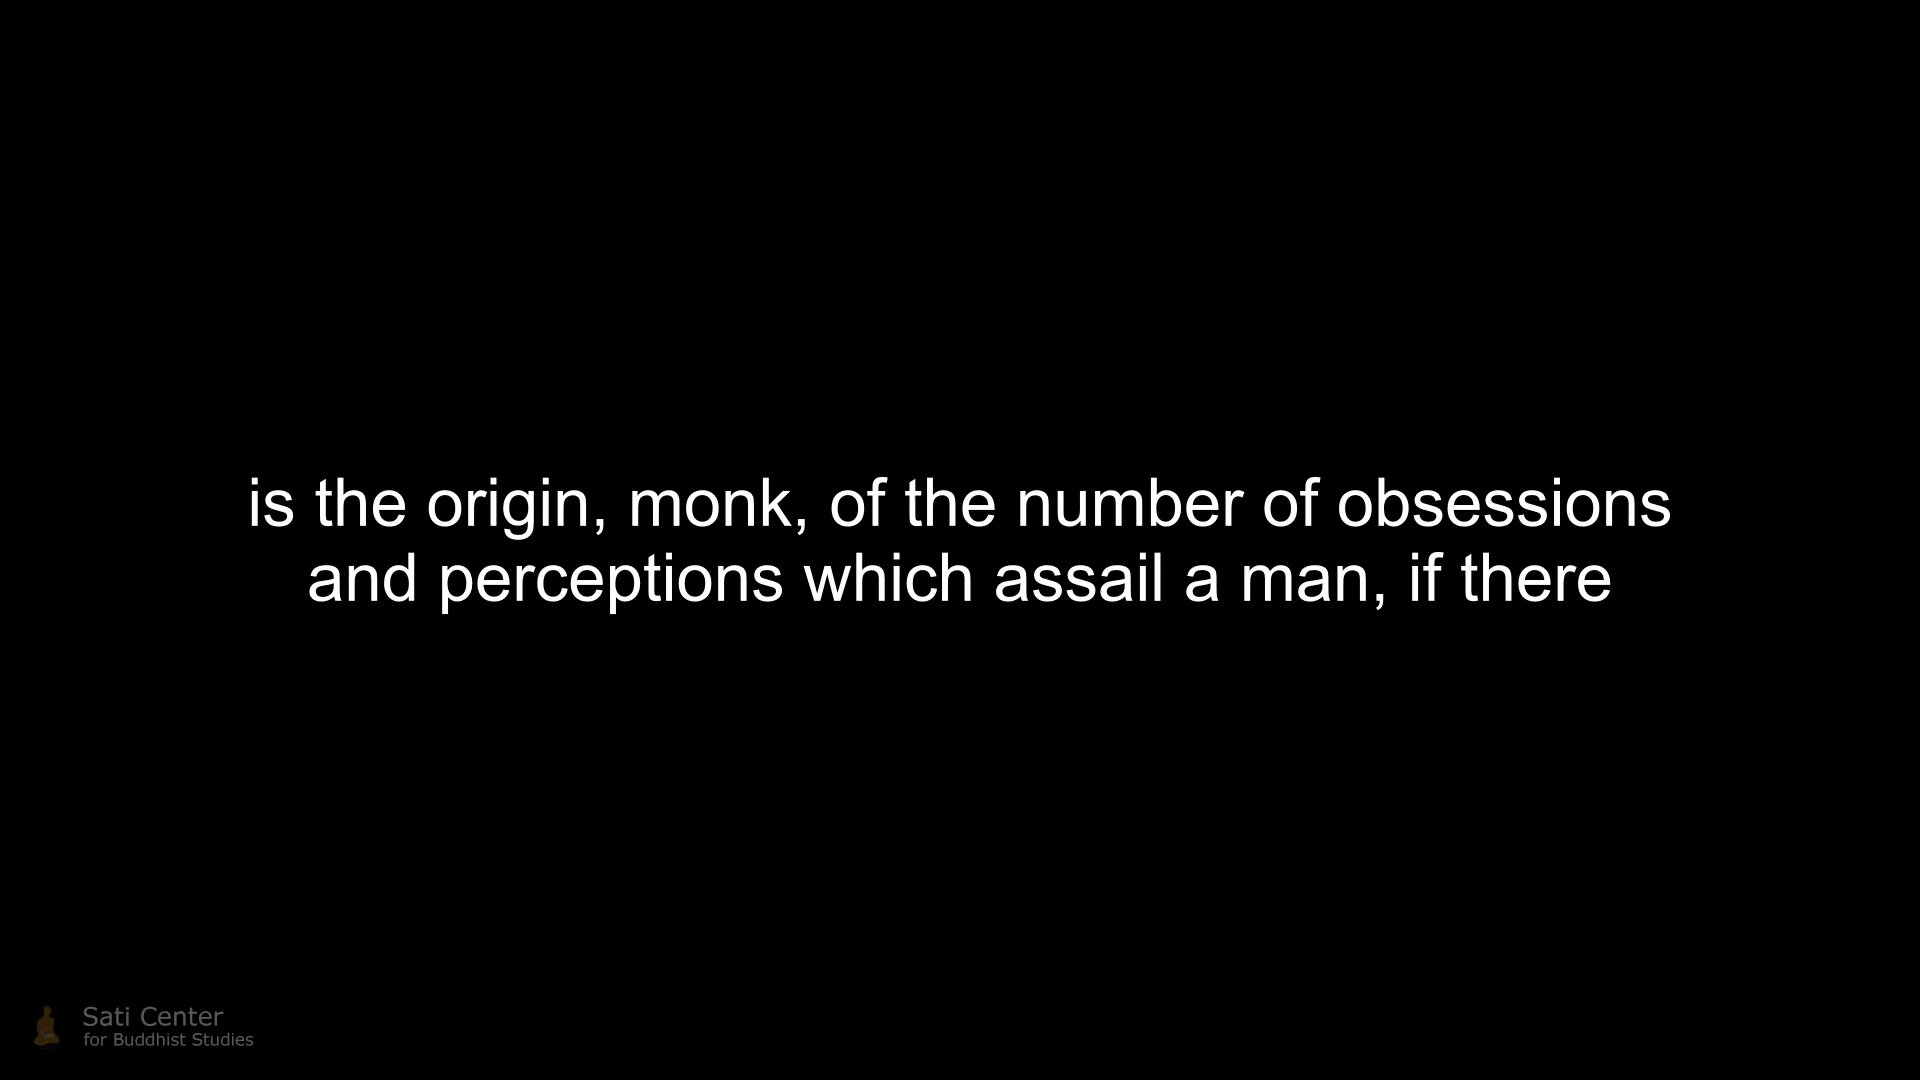 is the origin, monk, of the number of obsessions
and perceptions which assail a man, if there
Sati Center
for Buddhist Studies